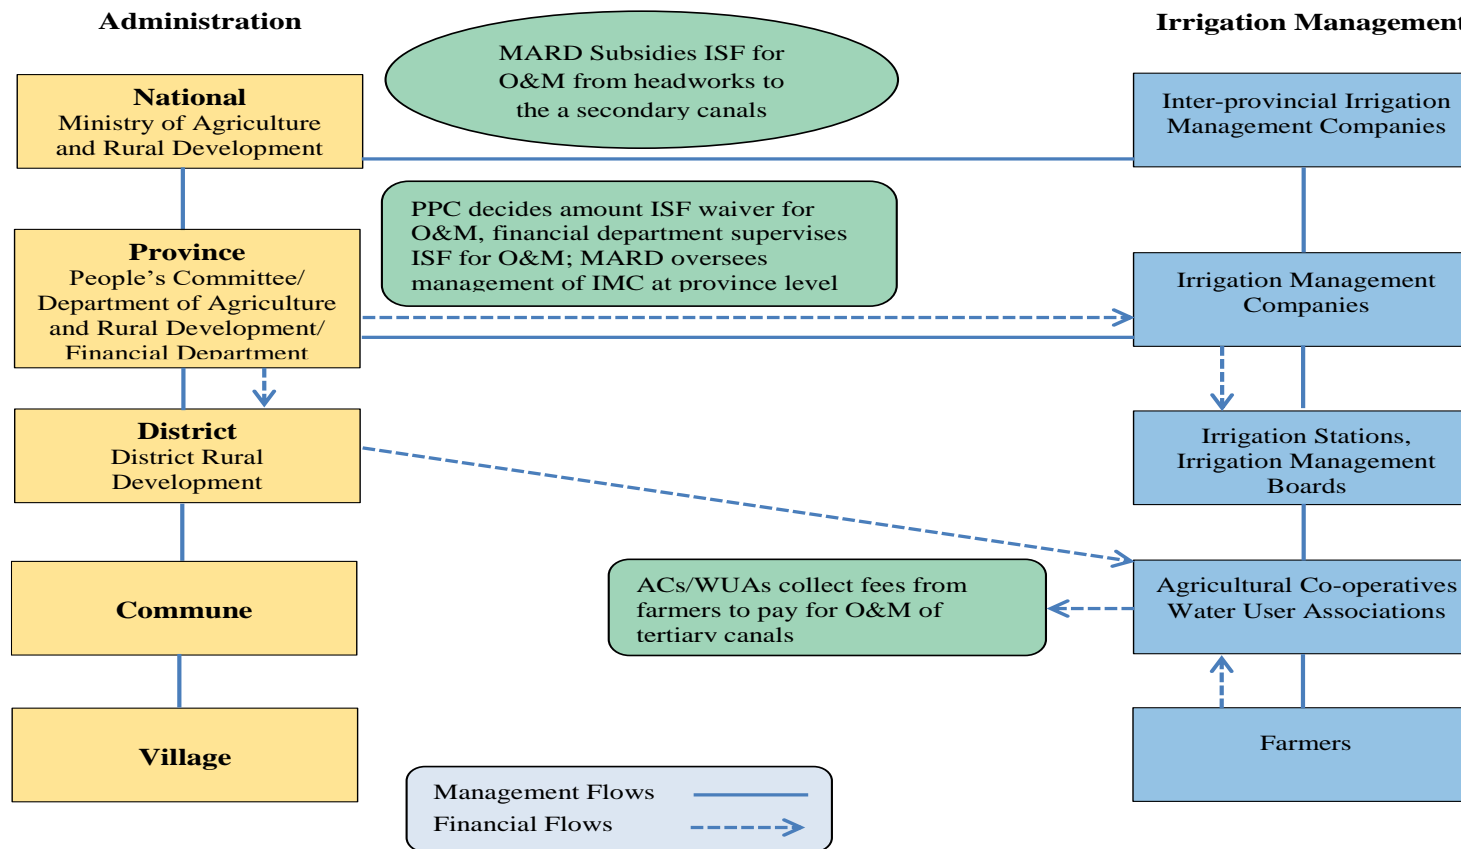 Administration
Irrigation Management
MARD Subsidies ISF for
O&M from headworks to
the a secondary canals
National
Ministry of Agriculture
and Rural Development
Inter-provincial Irrigation
Management Companies
PPC decides amount ISF waiver for
O&M, financial department supervises
ISF for O&M; MARD oversees
management of IMC at province level
Province
People’s Committee/
Department of Agriculture
and Rural Development/
Financial Department
Irrigation Management
Companies
District
District Rural
Development
Irrigation Stations,
Irrigation Management
Boards
Commune
ACs/WUAs collect fees from
farmers to pay for O&M of
tertiary canals
Agricultural Co-operatives
Water User Associations
Village
Farmers
Management Flows
Financial Flows